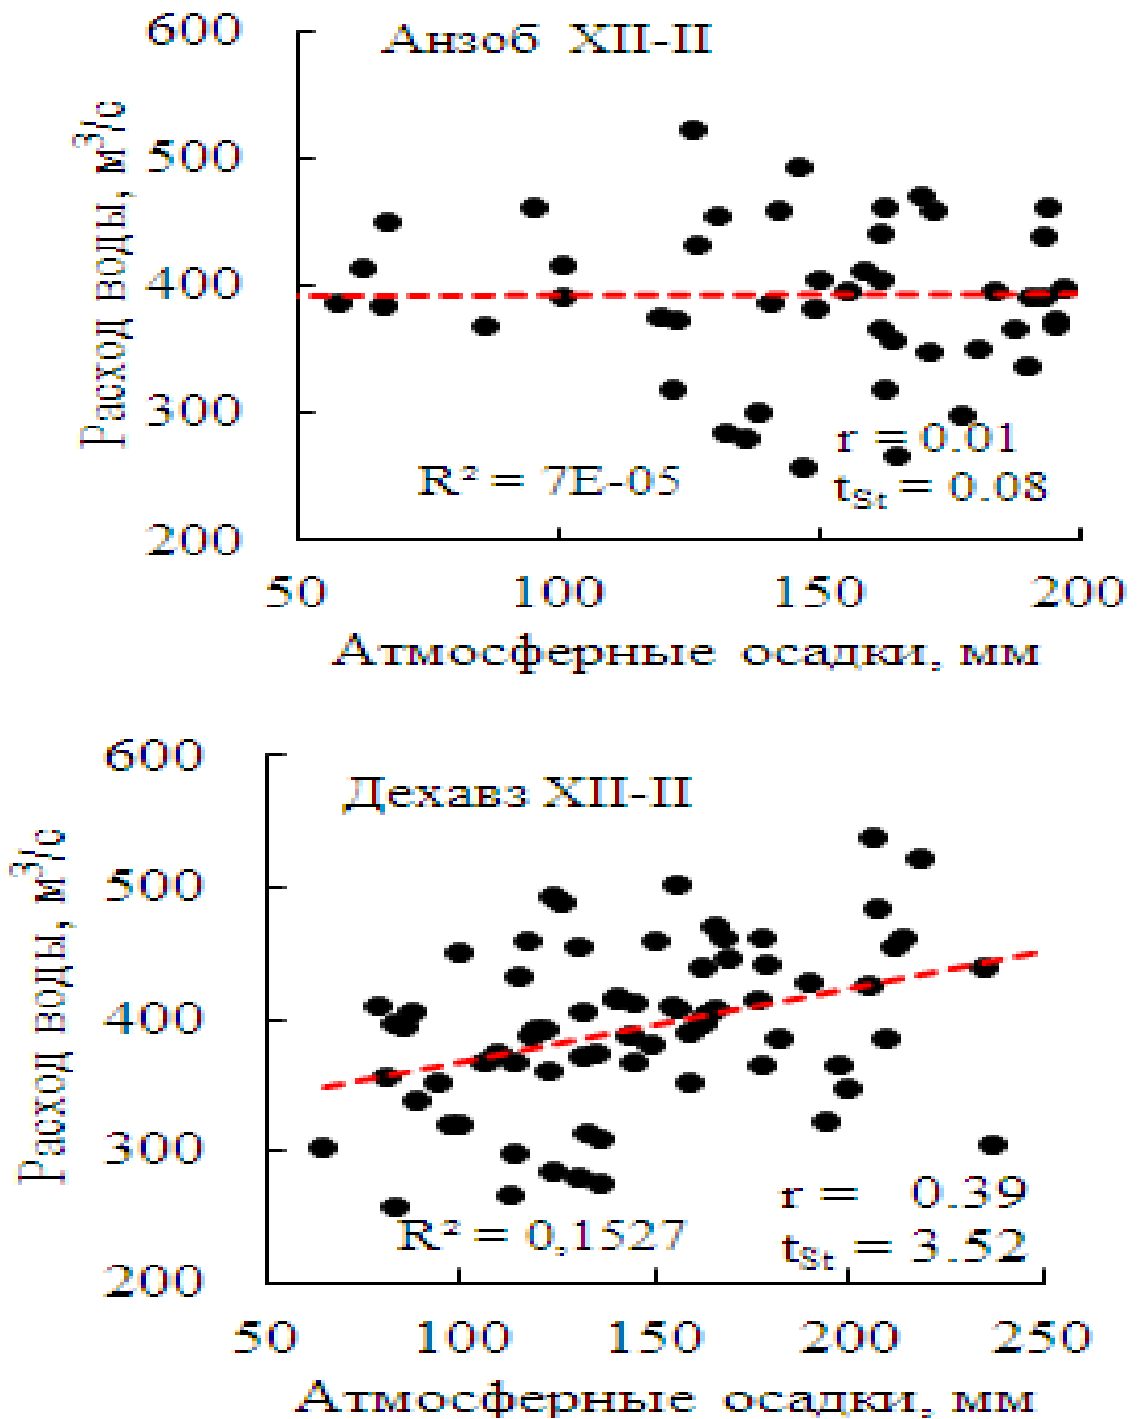 Анзоб XII-II
Расход воды, м³/с
600
500
400
300
200
r = 0.01
R² = 7E-05
tSt = 0.08
50 100 150 200
Атмосферные осадки, мм
Дехавз XII-II
Расход воды, м³/с
600
500
400
300
200
r = 0.39
R² = 0,1527
tSt = 3.52
50 100 150 200 250
Атмосферные осадки, мм